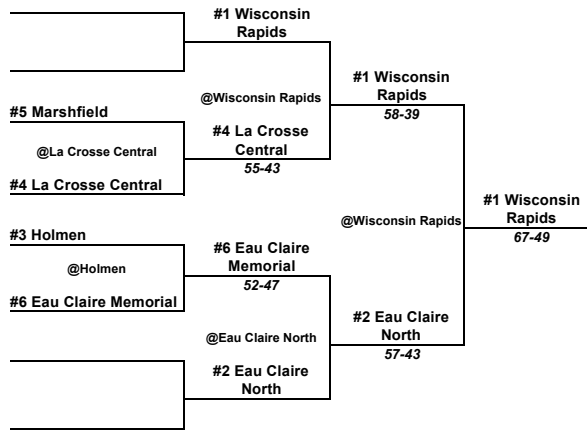 #1 Wisconsin
Rapids
@Wisconsin Rapids
#1 Wisconsin
Rapids
58-39
#5 Marshfield
@La Crosse Central
#4 La Crosse
Central
55-43
#4 La Crosse Central
#1 Wisconsin
Rapids
67-49
@Wisconsin Rapids
#3 Holmen
@Holmen
#6 Eau Claire
Memorial
52-47
#6 Eau Claire Memorial
@Eau Claire North
#2 Eau Claire
North
57-43
#2 Eau Claire
North